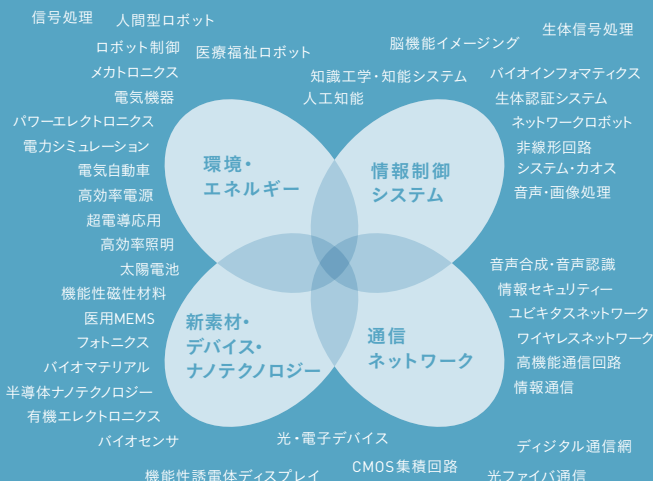 信号処理
人間型ロボット
ロボット制御
医療福祉ロボット
メカトロニクス
電気機器
パワーエレクトロニクス
電力シミュレーション
電気自動車
高効率電源
超電導応用
高効率照明
太陽電池
機能性磁性材料
医用MEMS
フォトニクス
バイオマテリアル
半導体ナノテクノロジー
有機エレクトロニクス
バイオセンサ
機能性誘電体ディスプレイ
脳機能イメージング
生体信号処理
知識工学・知能システム
人工知能
バイオインフォマティクス
生体認証システム
ネットワークロボット
非線形回路
システム・カオス
音声・画像処理
環境・
エネルギー
情報制御
システム
新素材・
デバイス・
ナノテクノロジー
通信
ネットワーク
音声合成・音声認識
情報セキュリティー
ユビキタスネットワーク
ワイヤレスネットワーク
高機能通信回路
情報通信
光・電子デバイス
CMOS集積回路
ディジタル通信網
光ファイバ通信